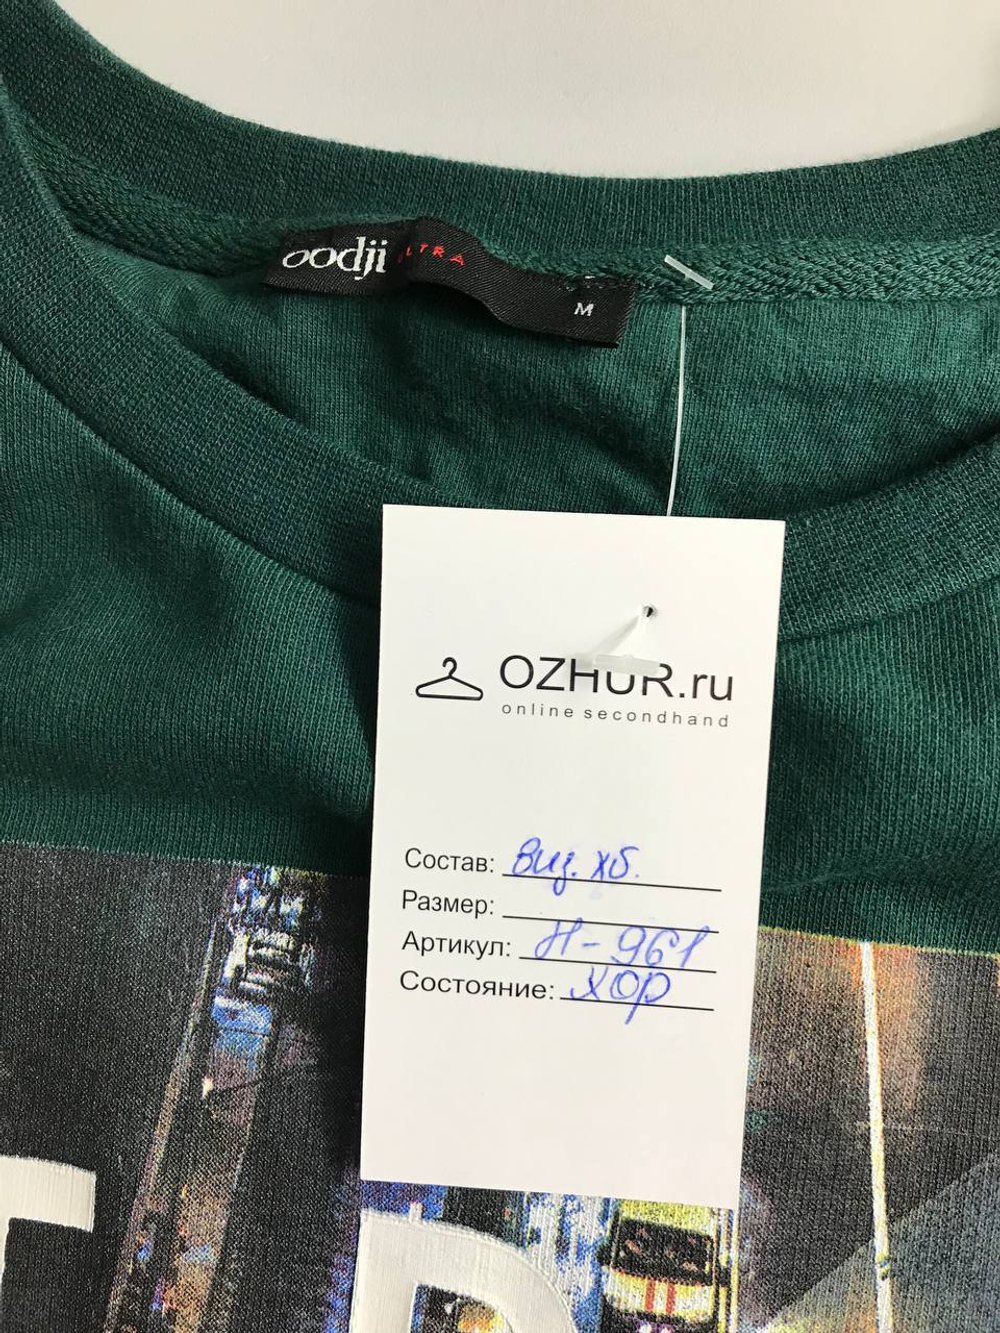 oodji ULTRA
M
OZHUR.ru
online secondhand
Состав: виз. хб.
Размер:
Артикул: Н-961
Состояние: хор
T